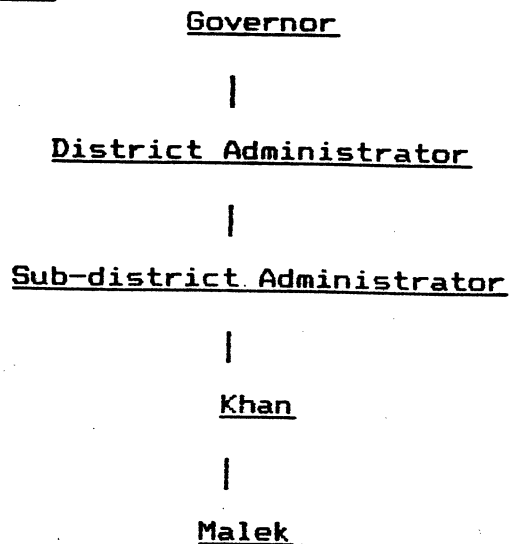 Governor
District Administrator
Sub-district Administrator
Khan
Malek